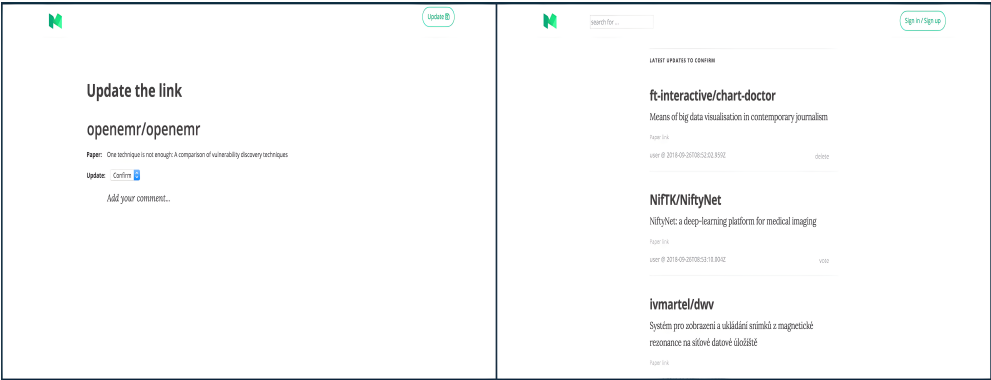 Update
Update the link
openemr/openemr
Paper: One technique is not enough: A comparison of vulnerability discovery techniques
Update: Confirm
Add your comment...
search for ...
Sign in / Sign up
LATEST UPDATES TO CONFIRM
ft-interactive/chart-doctor
Means of big data visualisation in contemporary journalism
Paper link
user @ 2018-09-26T08:52:02.959Z
delete
NifTK/NiftyNet
NiftyNet: a deep-learning platform for medical imaging
Paper link
user @ 2018-09-26T08:53:18.004Z
vote
ivmartel/dwv
Systém pro zobrazení a ukládání snímků z magnetické
rezonance na síťové datové úložiště
Paper link